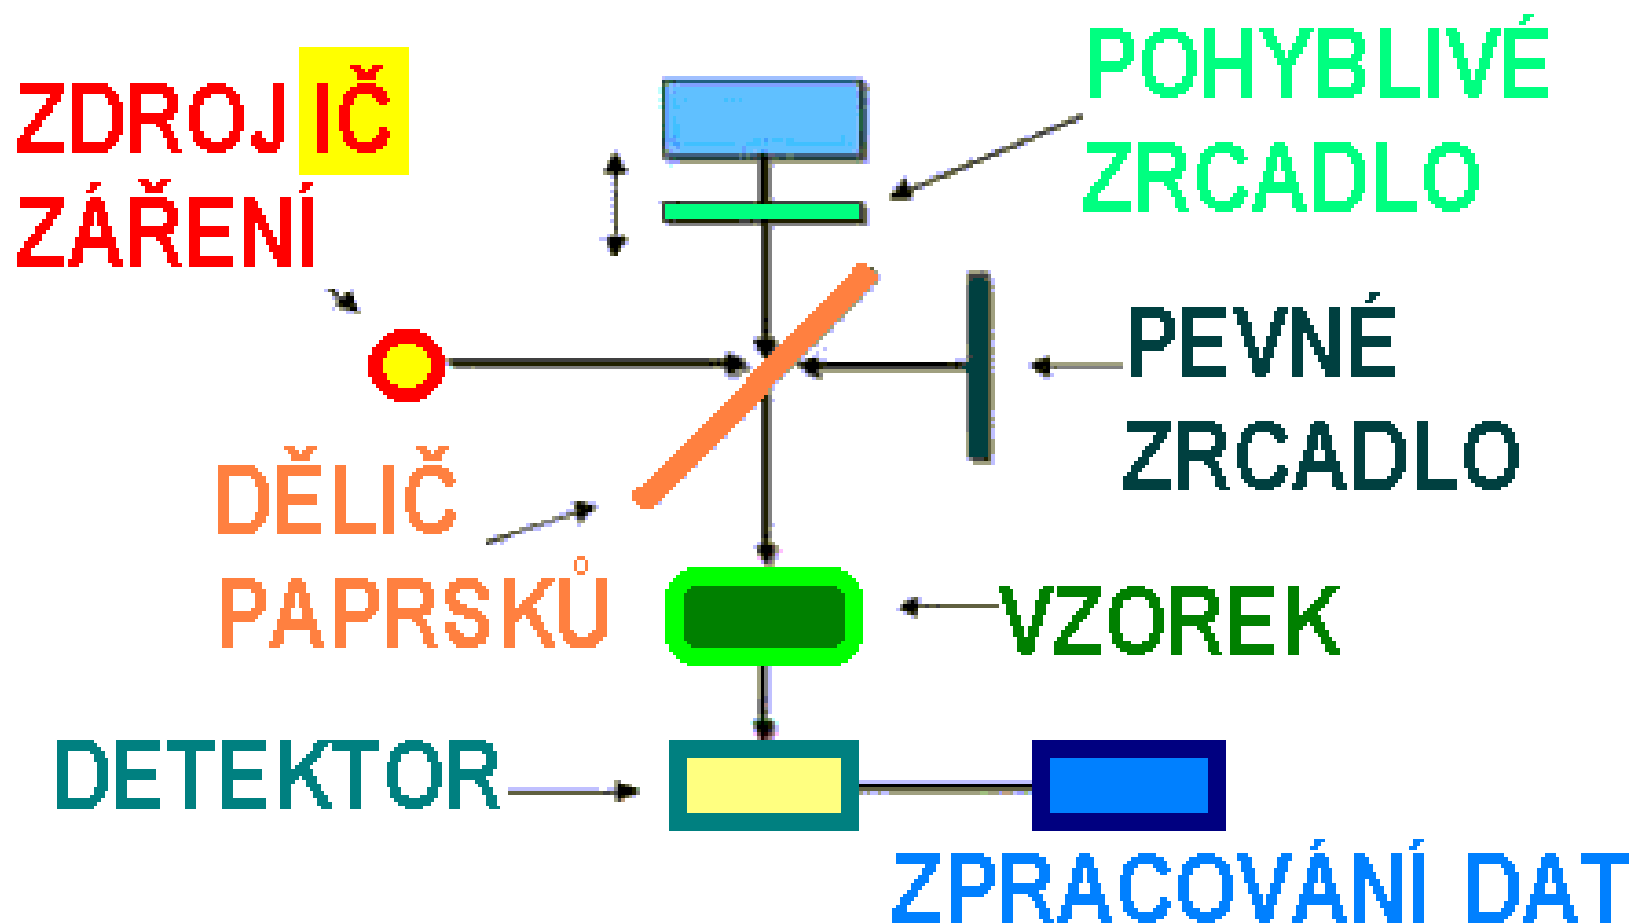 POHYBLIVÉ
ZRCADLO
ZDROJ IČ
ZÁŘENÍ
PEVNÉ
ZRCADLO
DĚLIČ
PAPRSKŮ
VZOREK
DETEKTOR
ZPRACOVÁNÍ DAT